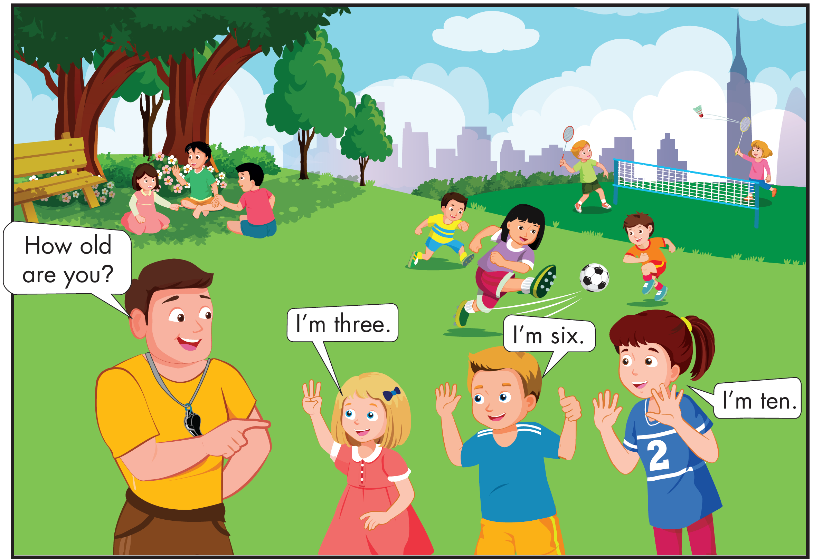 How old
are you?
I'm three.
I'm six.
I'm ten.
2